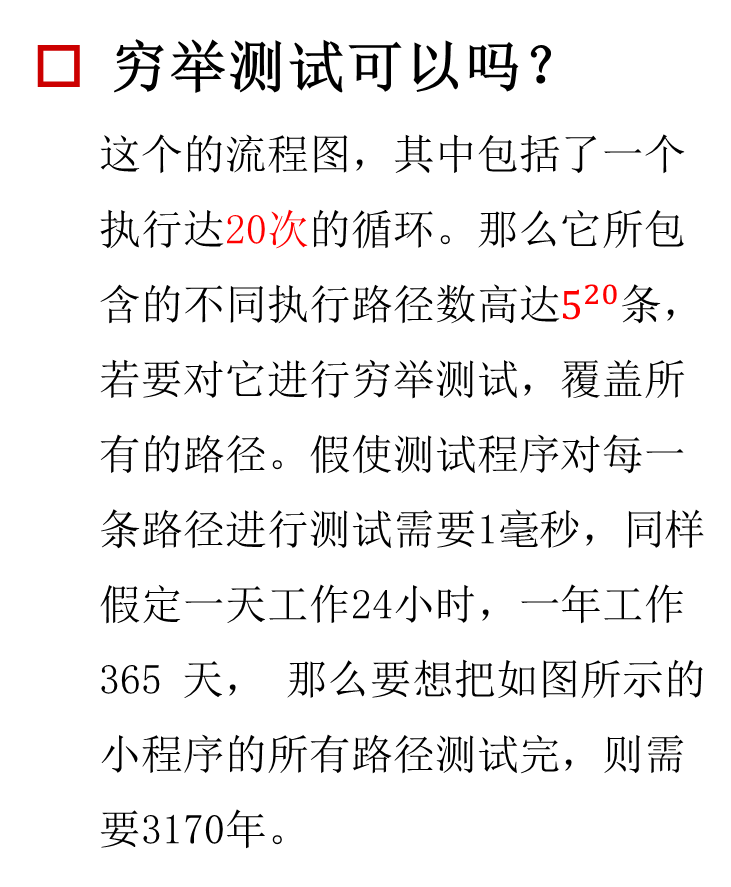 穷举测试可以吗？
这个的流程图，其中包括了一个
执行达20次的循环。那么它所包
含的不同执行路径数高达5²⁰条，
若要对它进行穷举测试，覆盖所
有的路径。假使测试程序对每一
条路径进行测试需要1毫秒，同样
假定一天工作24小时，一年工作
365 天， 那么要想把如图所示的
小程序的所有路径测试完，则需
要3170年。